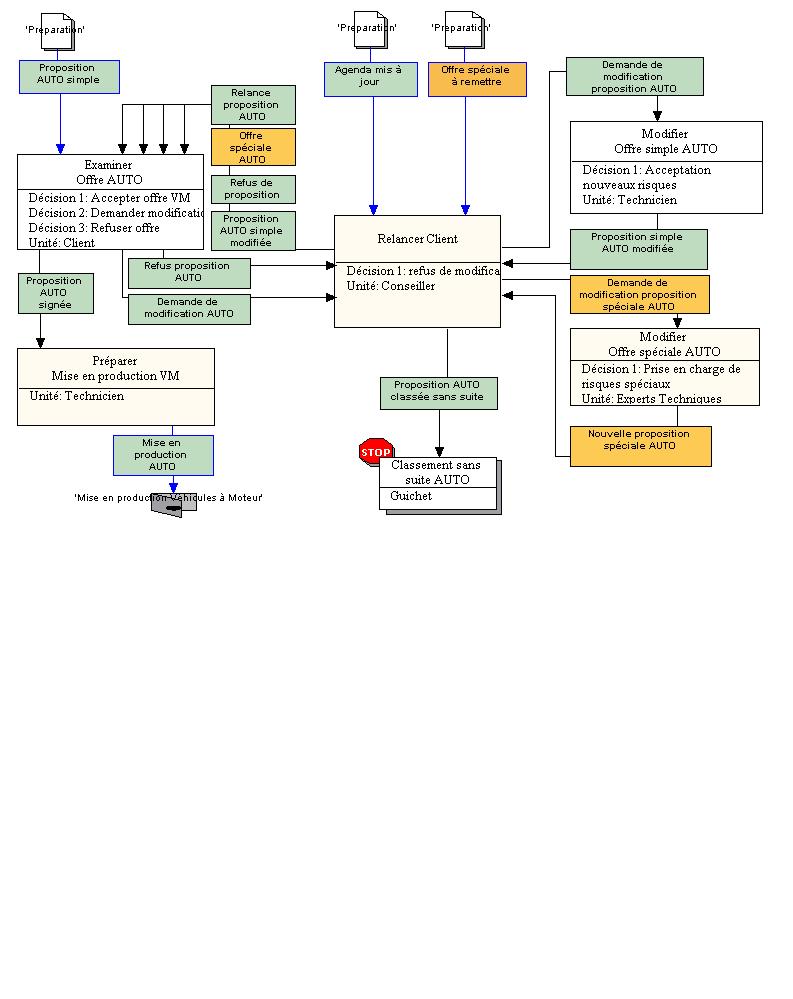 'Preparation'
Proposition
AUTO simple
'Preparation'
Agenda mis à
jour
'Preparation'
Offre spéciale
à remettre
Demande de
modification
proposition AUTO
Relance
proposition
AUTO
Offre
spéciale
AUTO
Refus de
proposition
Proposition
AUTO simple
modifiée
Examiner
Offre AUTO
Décision 1: Accepter offre VM
Décision 2: Demander modificatio
Décision 3: Refuser offre
Unité: Client
Modifier
Offre simple AUTO
Décision 1: Acceptation
nouveaux risques
Unité: Technicien
Relancer Client
Décision 1: refus de modifica
Unité: Conseiller
Proposition simple
AUTO modifiée
Refus proposition
AUTO
Demande de
modification AUTO
Proposition
AUTO
signée
Demande de
modification proposition
spéciale AUTO
Modifier
Offre spéciale AUTO
Décision 1: Prise en charge de
risques spéciaux
Unité: Experts Techniques
Préparer
Mise en production VM
Unité: Technicien
Proposition AUTO
classée sans suite
Nouvelle proposition
spéciale AUTO
Mise en
production
AUTO
'Mise en production Véhicules à Moteur'
STOP
Classement sans
suite AUTO
Guichet